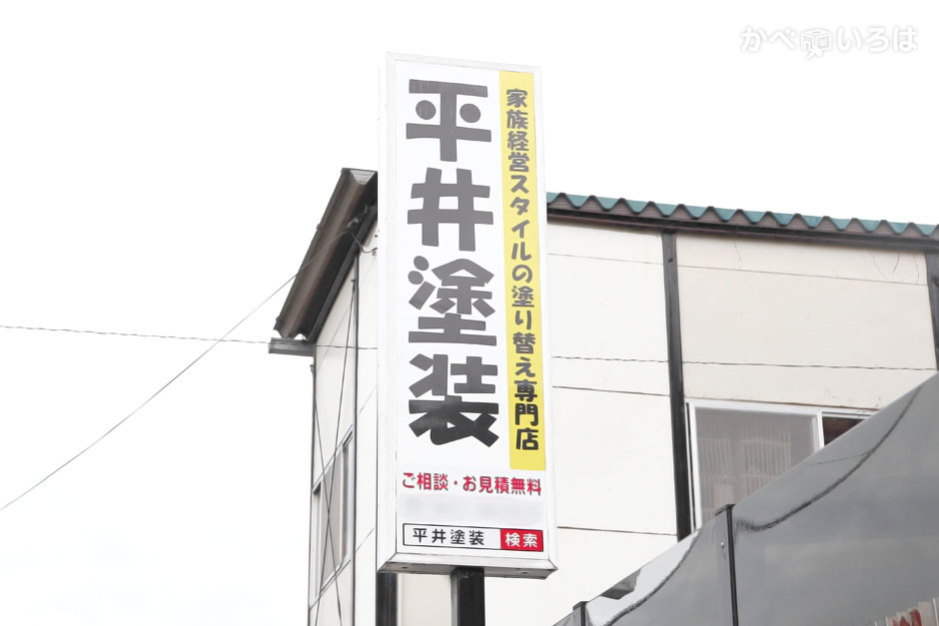 かべいろは
家族経営スタイルの塗り替え専門店
平井塗装
ご相談・お見積無料
平井塗装 検索